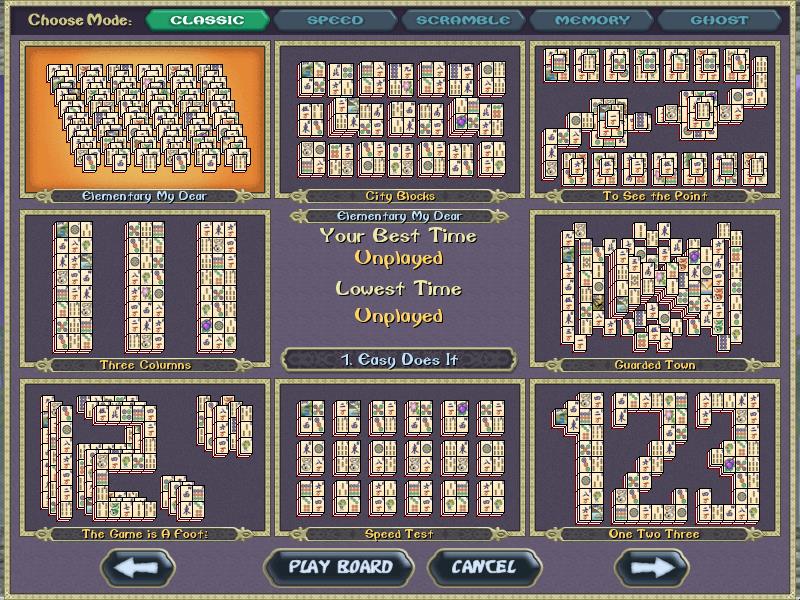 Choose Mode: CLASSIC SPEED SCRAMBLE MEMORY GHOST
Elementary My Dear
City Blocks
To See the Point
Elementary My Dear
Your Best Time
Unplayed
Lowest Time
Unplayed
1. Easy Does It
Three Columns
Guarded Town
The Game is A Foot:
Speed Test
One Two Three
PLAY BOARD
CANCEL